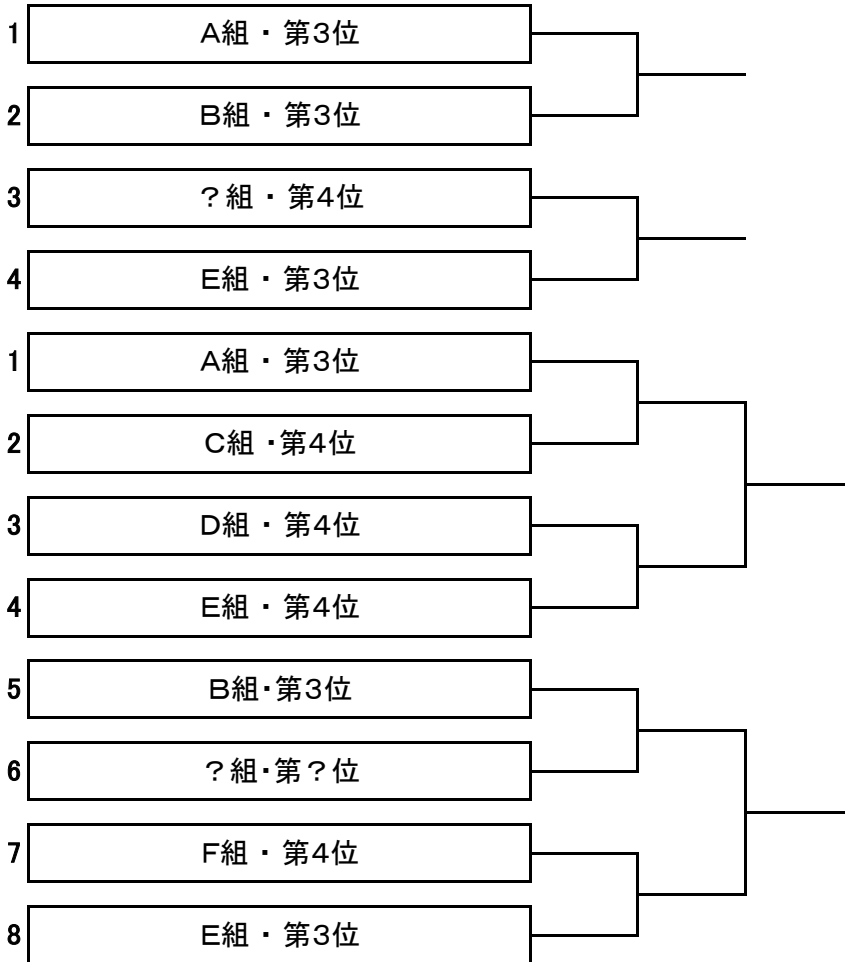 1 A組 ・ 第3位
2 B組 ・ 第3位
3 ？組 ・ 第4位
4 E組 ・ 第3位
1 A組 ・ 第3位
2 C組 ・第4位
3 D組 ・ 第4位
4 E組 ・ 第4位
5 B組・第3位
6 ？組・第？位
7 F組 ・ 第4位
8 E組 ・ 第3位